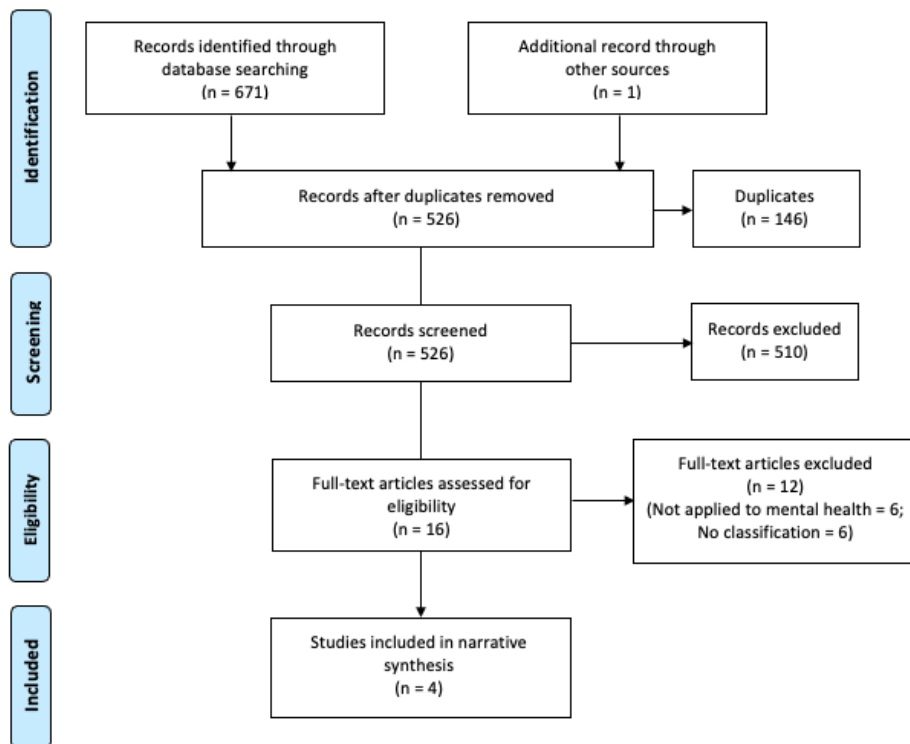 Identification
Records identified through
database searching
(n = 671)
Additional record through
other sources
(n = 1)
Records after duplicates removed
(n = 526)
Duplicates
(n = 146)
Screening
Records screened
(n = 526)
Records excluded
(n = 510)
Eligibility
Full-text articles assessed for
eligibility
(n = 16)
Full-text articles excluded
(n = 12)
(Not applied to mental health = 6;
No classification = 6)
Included
Studies included in narrative
synthesis
(n = 4)